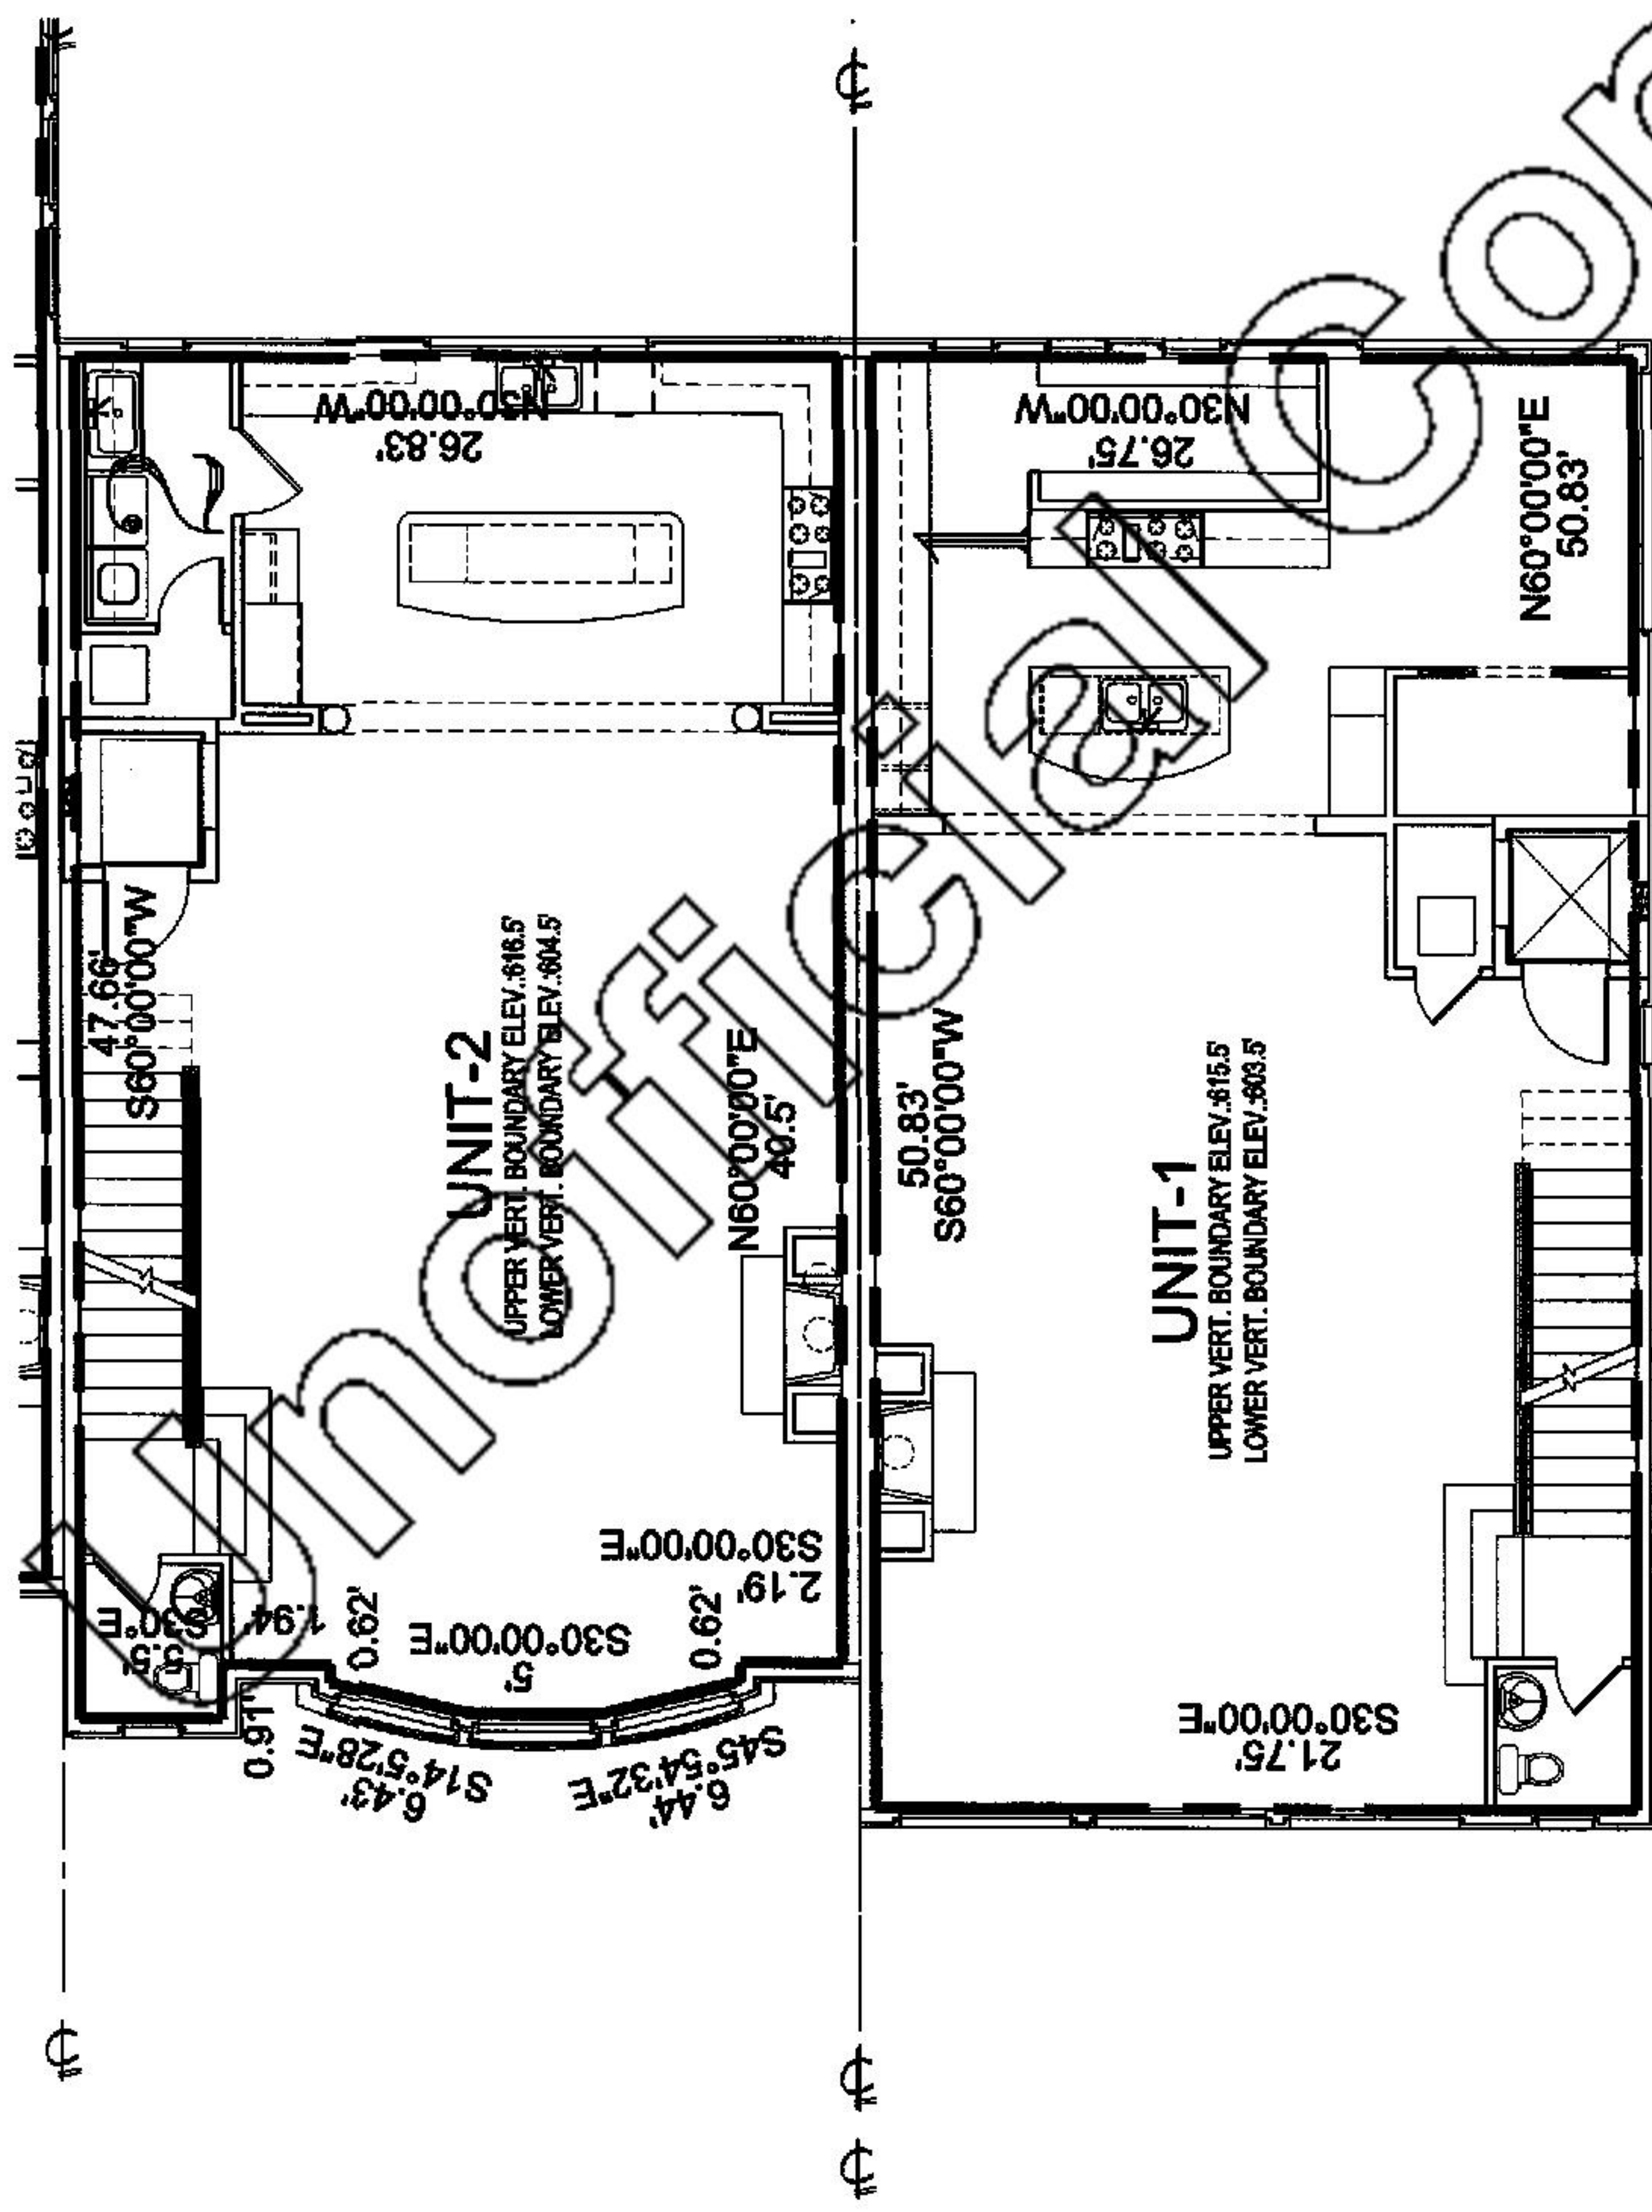 26.83'
N30°00'00"W
26.75'
N30°00'00"W
N60°00'00"E
50.83'
47.66'
S60°00'00"W
UNIT-2
UPPER VERT. BOUNDARY ELEV.:616.5'
LOWER VERT. BOUNDARY ELEV.:604.5'
N60°00'00"E
40.5'
50.83'
S60°00'00"W
UNIT-1
UPPER VERT. BOUNDARY ELEV.:615.5'
LOWER VERT. BOUNDARY ELEV.:603.5'
5.5'
S30°E
1.94'
0.62'
5'
S30°00'00"E
0.62'
2.19'
S30°00'00"E
0.91'
6.43'
S14°5'28"E
6.44'
S45°54'32"E
21.75'
S30°00'00"E
Unofficial Co